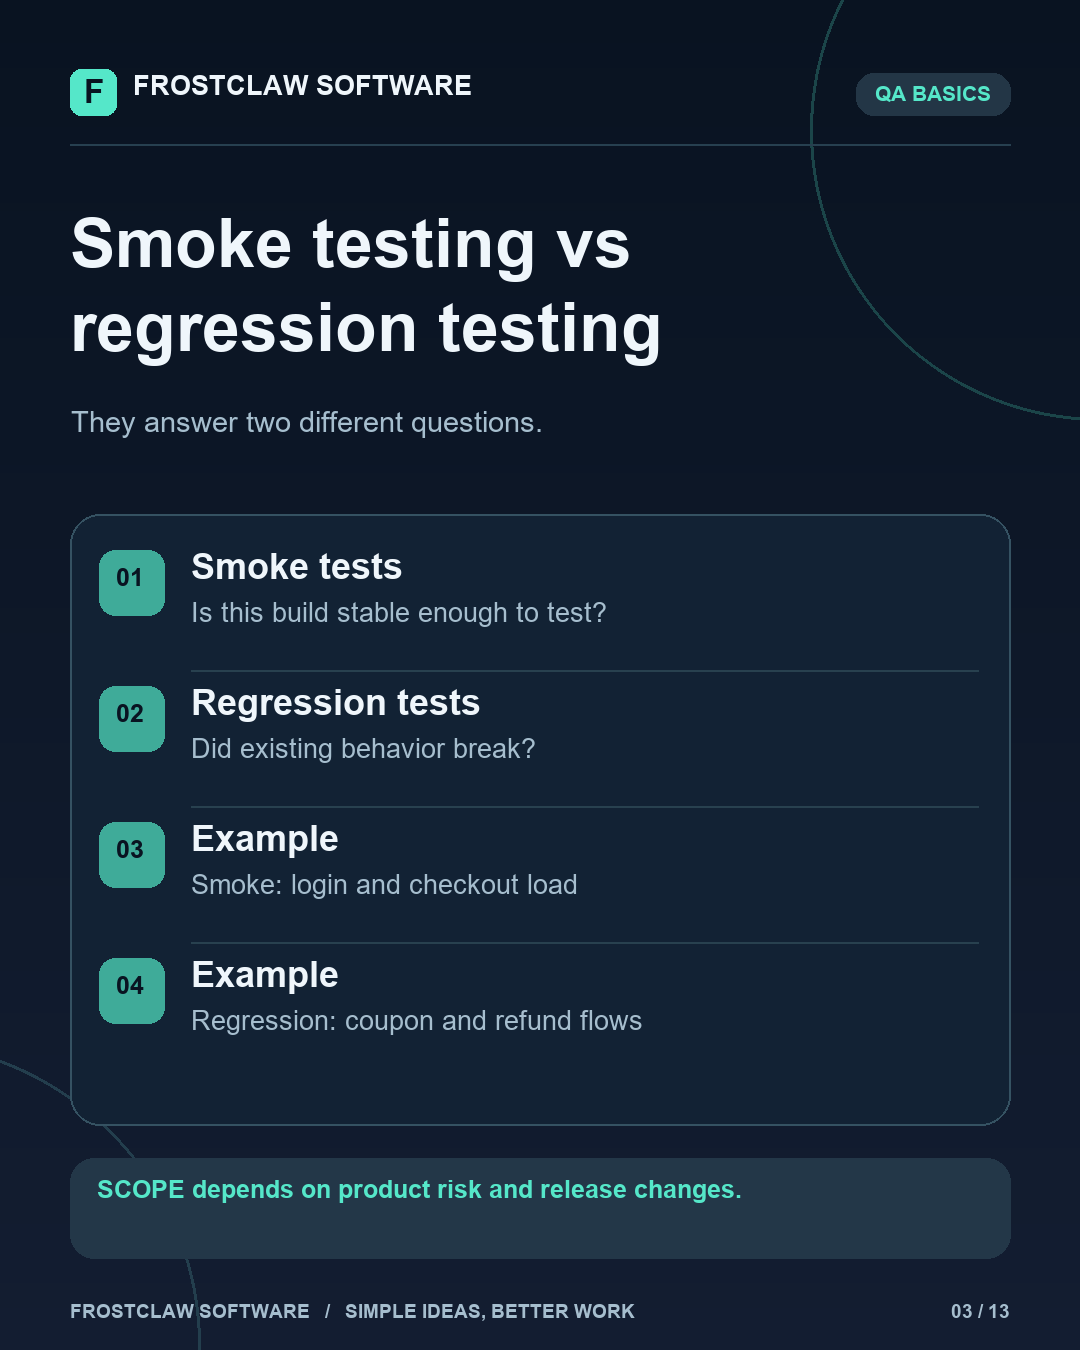 F FROSTCLAW SOFTWARE
QA BASICS
Smoke testing vs
regression testing
They answer two different questions.
01 Smoke tests
Is this build stable enough to test?
02 Regression tests
Did existing behavior break?
03 Example
Smoke: login and checkout load
04 Example
Regression: coupon and refund flows
SCOPE depends on product risk and release changes.
FROSTCLAW SOFTWARE / SIMPLE IDEAS, BETTER WORK
03 / 13